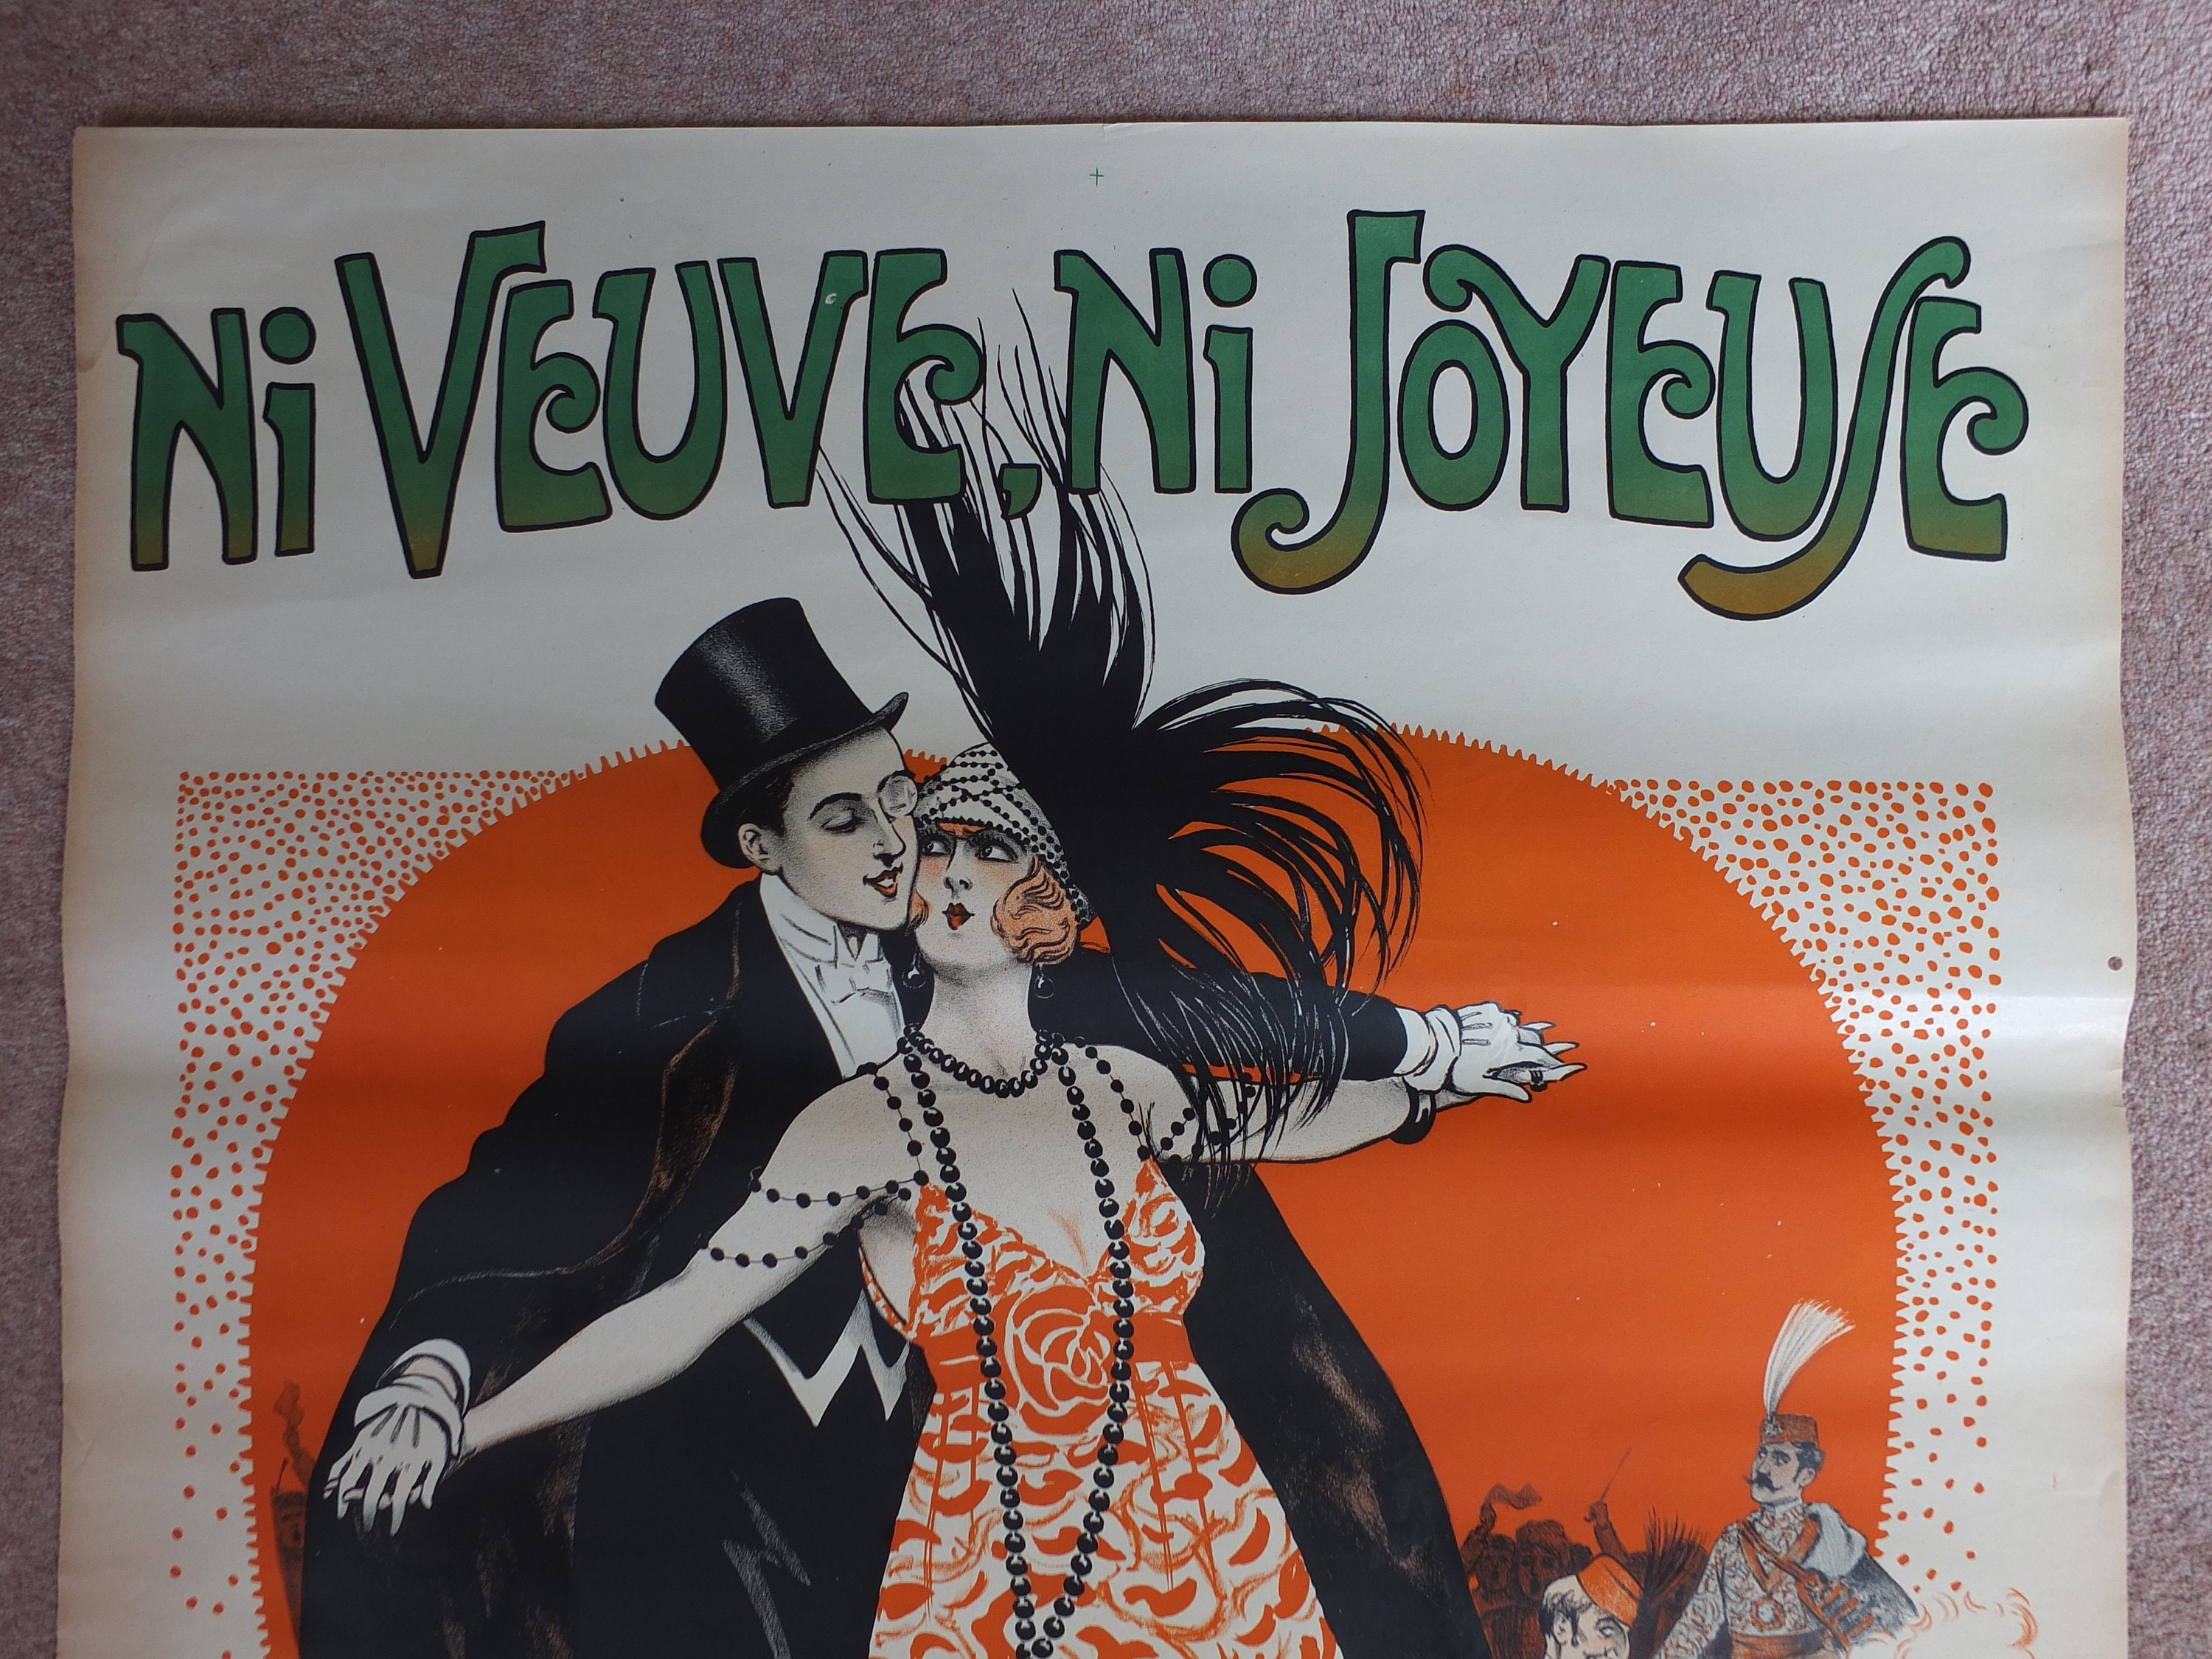 Ni VEUVE, Ni JOYEUSE